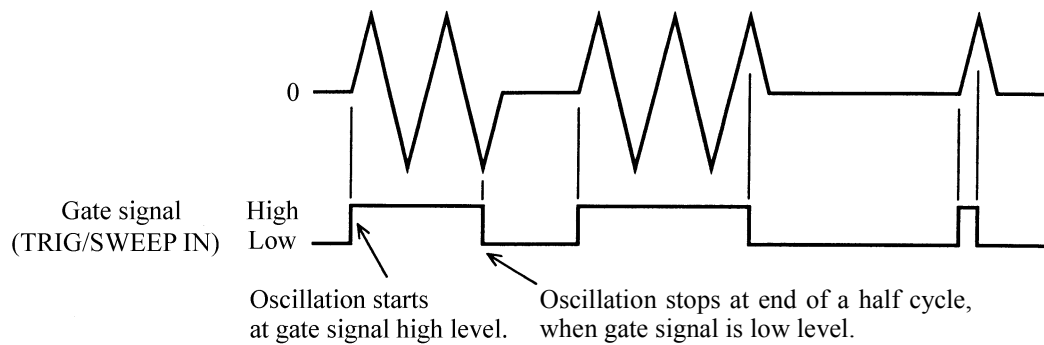 0
Gate signal
(TRIG/SWEEP IN)
High
Low
Oscillation starts
at gate signal high level.
Oscillation stops at end of a half cycle,
when gate signal is low level.